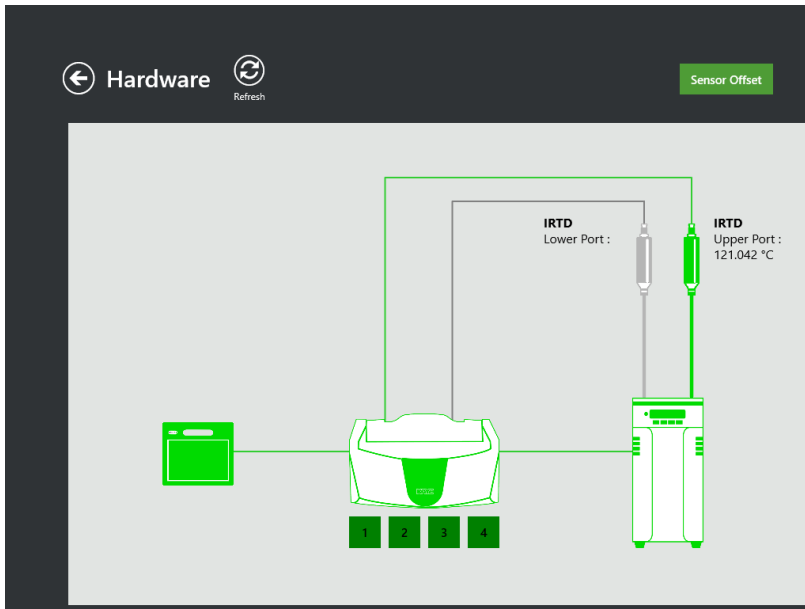 Hardware
Refresh
Sensor Offset
IRTD
Lower Port :
IRTD
Upper Port :
121.042 °C
1 2 3 4